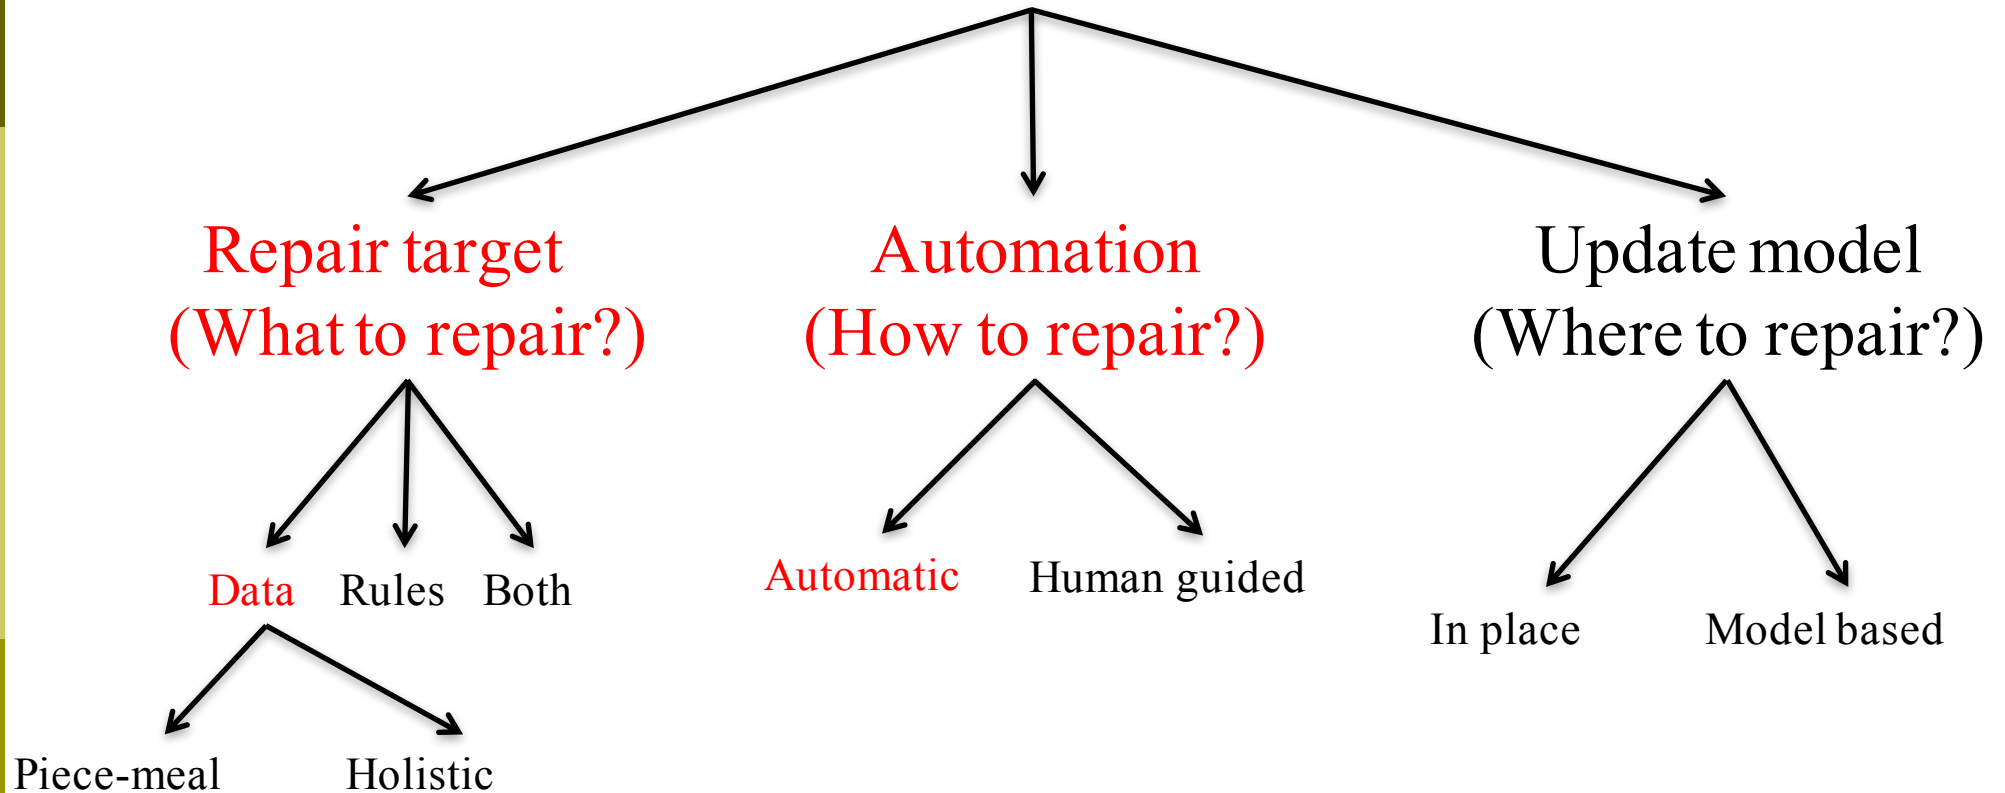 Repair target
(What to repair?)
Automation
(How to repair?)
Update model
(Where to repair?)
Data
Rules
Both
Automatic
Human guided
In place
Model based
Piece-meal
Holistic